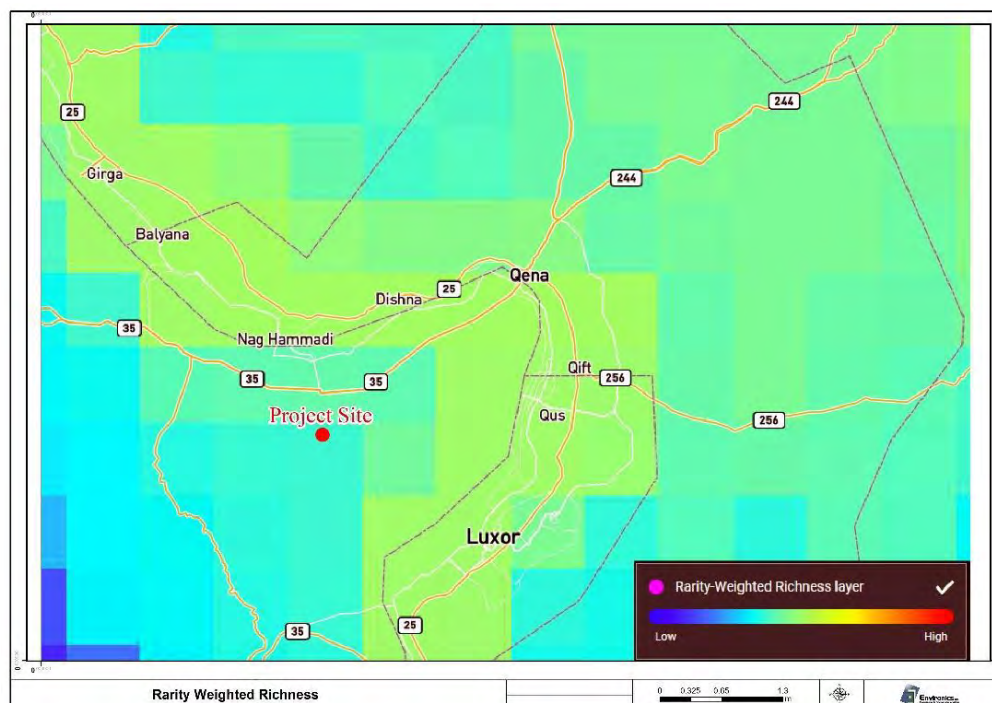 244
244
25
Girga
Balyana
Qena
25
Dishna
35
Nag Hammadi
Qift
35
35
256
Project Site
Qus
256
Luxor
Rarity-Weighted Richness layer
Low
High
35
25
Rarity Weighted Richness
0 0.325 0.65 1.3
Environics